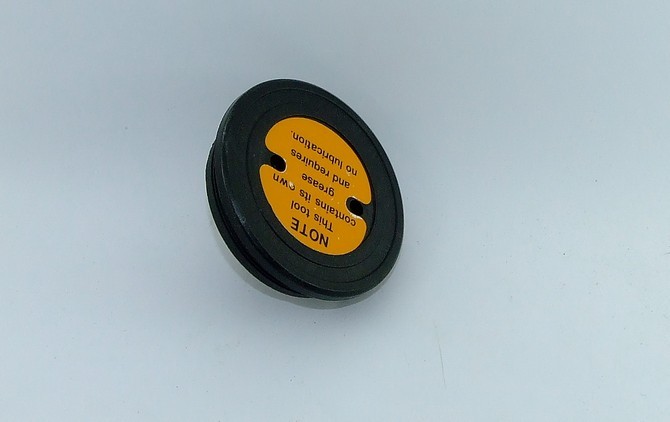 NOTE
This tool
contains its own
grease
and requires
no lubrication.